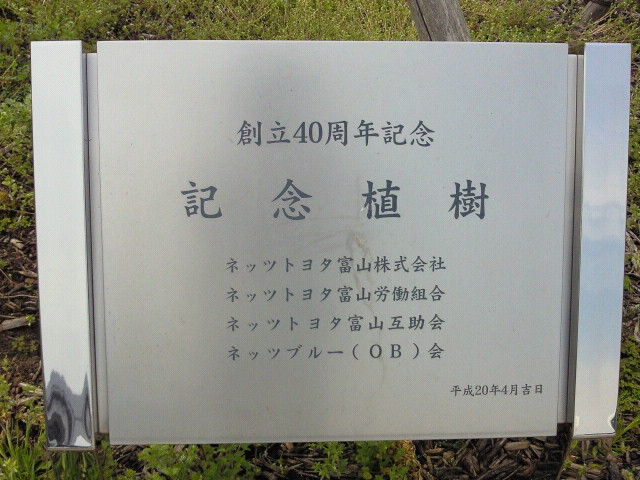 創立40周年記念
記念植樹
ネッツトヨタ富山株式会社
ネッツトヨタ富山労働組合
ネッツトヨタ富山互助会
ネッツブルー(OB)会
平成20年4月吉日